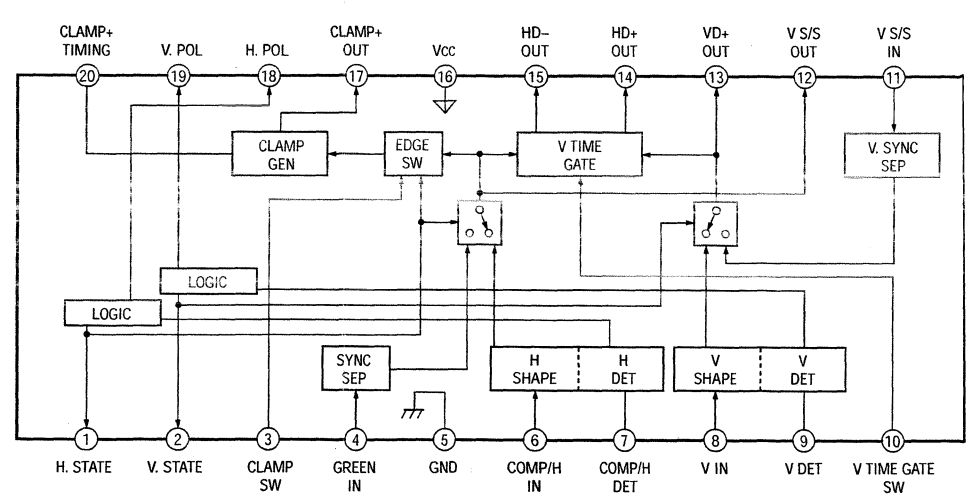 CLAMP+
TIMING
V. POL
H. POL
CLAMP+
OUT
VCC
HD−
OUT
HD+
OUT
VD+
OUT
V S/S
OUT
V S/S
IN
20
19
18
17
16
15
14
13
12
11
CLAMP
GEN
EDGE
SW
V TIME
GATE
V. SYNC
SEP
LOGIC
LOGIC
SYNC
SEP
H
SHAPE
H
DET
V
SHAPE
V
DET
1
2
3
4
5
6
7
8
9
10
H. STATE
V. STATE
CLAMP
SW
GREEN
IN
GND
COMP/H
IN
COMP/H
DET
V IN
V DET
V TIME GATE
SW